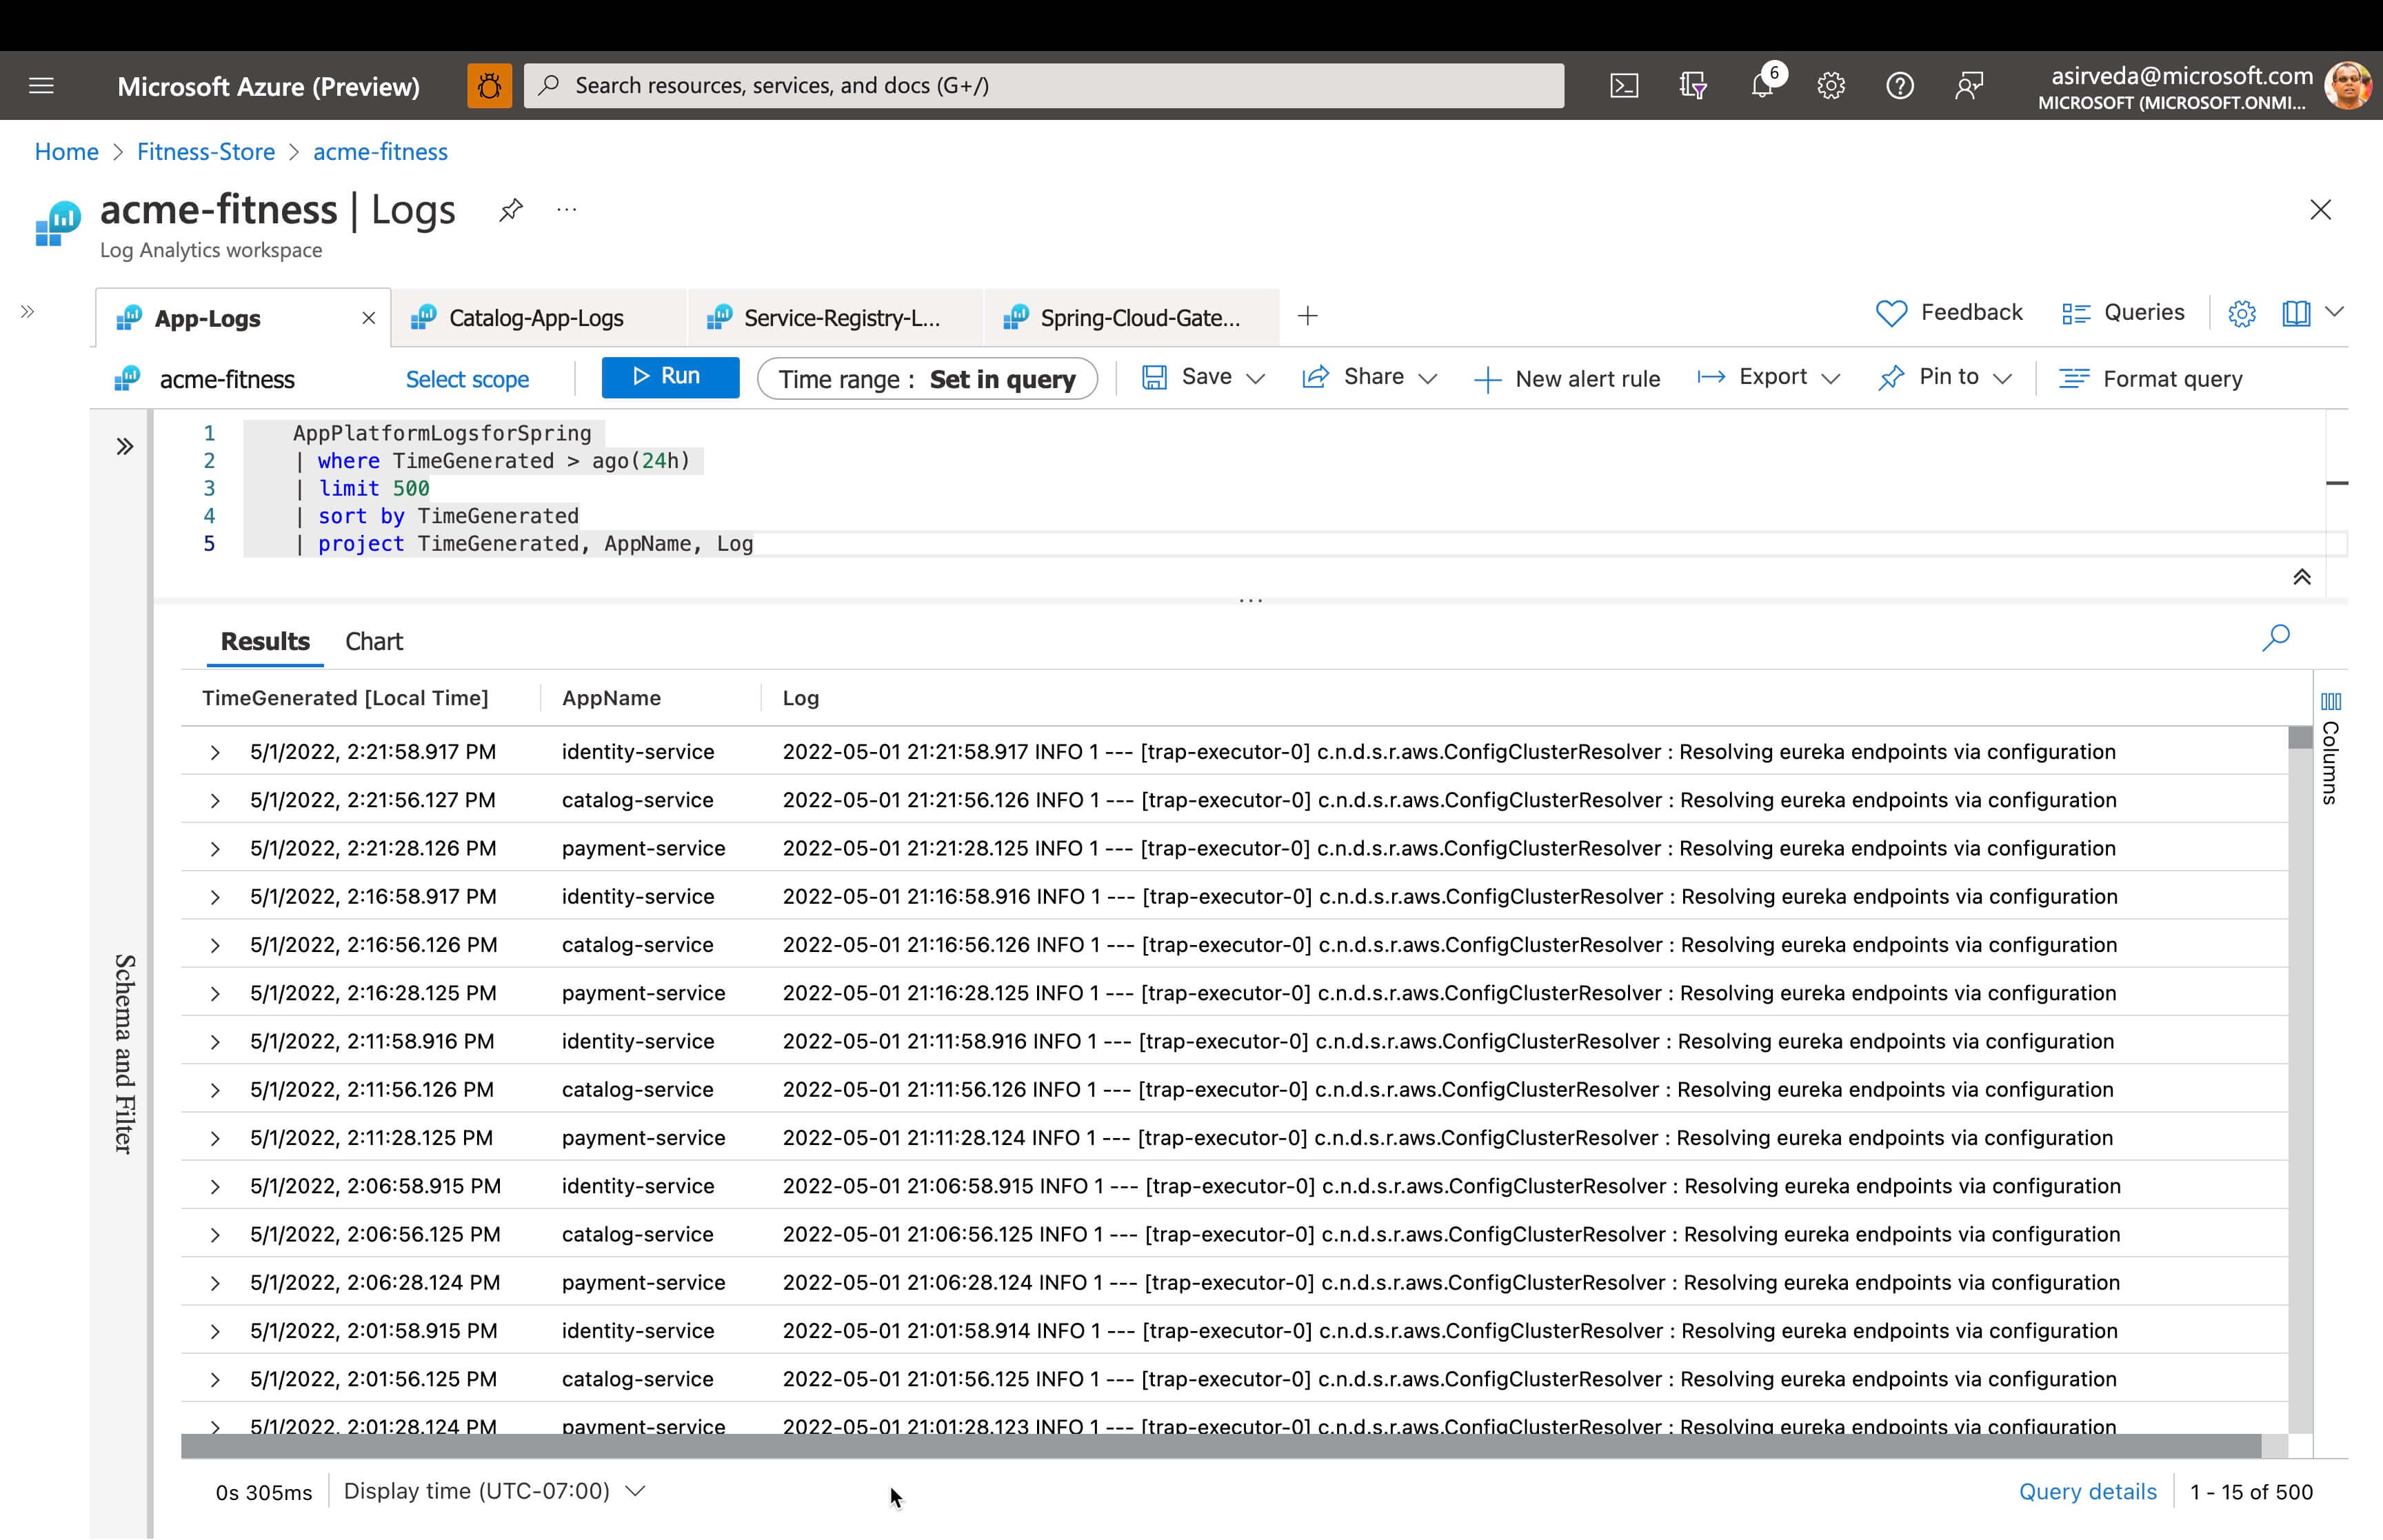 Microsoft Azure (Preview)
Search resources, services, and docs (G+/)
6
asirveda@microsoft.com
MICROSOFT (MICROSOFT.ONMI...
Home > Fitness-Store > acme-fitness
acme-fitness | Logs
Log Analytics workspace
App-Logs
Catalog-App-Logs
Service-Registry-L...
Spring-Cloud-Gate...
Feedback
Queries
acme-fitness
Select scope
Run
Time range : Set in query
Save
Share
New alert rule
Export
Pin to
Format query
1 AppPlatformLogsforSpring
2 | where TimeGenerated > ago(24h)
3 | limit 500
4 | sort by TimeGenerated
5 | project TimeGenerated, AppName, Log
Schema and Filter
Results Chart
TimeGenerated [Local Time] AppName Log
5/1/2022, 2:21:58.917 PM identity-service 2022-05-01 21:21:58.917 INFO 1 --- [trap-executor-0] c.n.d.s.r.aws.ConfigClusterResolver : Resolving eureka endpoints via configuration
5/1/2022, 2:21:56.127 PM catalog-service 2022-05-01 21:21:56.126 INFO 1 --- [trap-executor-0] c.n.d.s.r.aws.ConfigClusterResolver : Resolving eureka endpoints via configuration
5/1/2022, 2:21:28.126 PM payment-service 2022-05-01 21:21:28.125 INFO 1 --- [trap-executor-0] c.n.d.s.r.aws.ConfigClusterResolver : Resolving eureka endpoints via configuration
5/1/2022, 2:16:58.917 PM identity-service 2022-05-01 21:16:58.916 INFO 1 --- [trap-executor-0] c.n.d.s.r.aws.ConfigClusterResolver : Resolving eureka endpoints via configuration
5/1/2022, 2:16:56.126 PM catalog-service 2022-05-01 21:16:56.126 INFO 1 --- [trap-executor-0] c.n.d.s.r.aws.ConfigClusterResolver : Resolving eureka endpoints via configuration
5/1/2022, 2:16:28.125 PM payment-service 2022-05-01 21:16:28.125 INFO 1 --- [trap-executor-0] c.n.d.s.r.aws.ConfigClusterResolver : Resolving eureka endpoints via configuration
5/1/2022, 2:11:58.916 PM identity-service 2022-05-01 21:11:58.916 INFO 1 --- [trap-executor-0] c.n.d.s.r.aws.ConfigClusterResolver : Resolving eureka endpoints via configuration
5/1/2022, 2:11:56.126 PM catalog-service 2022-05-01 21:11:56.126 INFO 1 --- [trap-executor-0] c.n.d.s.r.aws.ConfigClusterResolver : Resolving eureka endpoints via configuration
5/1/2022, 2:11:28.125 PM payment-service 2022-05-01 21:11:28.124 INFO 1 --- [trap-executor-0] c.n.d.s.r.aws.ConfigClusterResolver : Resolving eureka endpoints via configuration
5/1/2022, 2:06:58.915 PM identity-service 2022-05-01 21:06:58.915 INFO 1 --- [trap-executor-0] c.n.d.s.r.aws.ConfigClusterResolver : Resolving eureka endpoints via configuration
5/1/2022, 2:06:56.125 PM catalog-service 2022-05-01 21:06:56.125 INFO 1 --- [trap-executor-0] c.n.d.s.r.aws.ConfigClusterResolver : Resolving eureka endpoints via configuration
5/1/2022, 2:06:28.124 PM payment-service 2022-05-01 21:06:28.124 INFO 1 --- [trap-executor-0] c.n.d.s.r.aws.ConfigClusterResolver : Resolving eureka endpoints via configuration
5/1/2022, 2:01:58.915 PM identity-service 2022-05-01 21:01:58.914 INFO 1 --- [trap-executor-0] c.n.d.s.r.aws.ConfigClusterResolver : Resolving eureka endpoints via configuration
5/1/2022, 2:01:56.125 PM catalog-service 2022-05-01 21:01:56.125 INFO 1 --- [trap-executor-0] c.n.d.s.r.aws.ConfigClusterResolver : Resolving eureka endpoints via configuration
5/1/2022, 2:01:28.124 PM payment-service 2022-05-01 21:01:28.123 INFO 1 --- [trap-executor-0] c.n.d.s.r.aws.ConfigClusterResolver : Resolving eureka endpoints via configuration
Columns
0s 305ms
Display time (UTC-07:00)
Query details
1 - 15 of 500